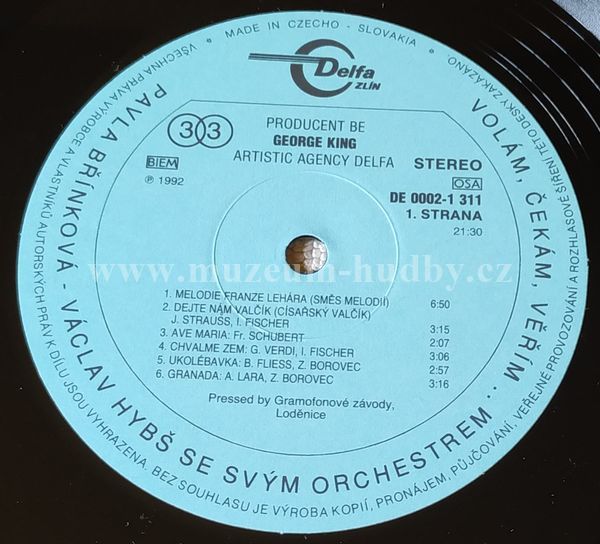 MADE IN CZECHO - SLOVAKIA
Delfa
ZLÍN
33
PRODUCENT BE
GEORGE KING
ARTISTIC AGENCY DELFA
STEREO
BIEM
OSA
℗ 1992
DE 0002-1 311
1. STRANA
21:30
www.muzeum-hudby.cz
1. MELODIE FRANZE LEHÁRA (SMĚS MELODIÍ) 6:50
2. DEJTE NÁM VALČÍK (CÍSAŘSKÝ VALČÍK)
J. STRAUSS, I. FISCHER 3:15
3. AVE MARIA: Fr. SCHUBERT 2:07
4. CHVALME ZEM: G. VERDI, I. FISCHER 3:06
5. UKOLÉBAVKA: B. FLIESS, Z. BOROVEC 2:57
6. GRANADA: A. LARA, Z. BOROVEC 3:16
Pressed by Gramofonové závody,
Loděnice
PAVLA BŘÍNKOVÁ - VÁCLAV HYBŠ SE SVÝM ORCHESTREM
VOLÁM, ČEKÁM, VĚŘÍM ...
VŠECHNA PRÁVA VÝROBCE A VLASTNÍKŮ AUTORSKÝCH PRÁV K DÍLU JSOU VYHRAZENA. BEZ SOUHLASU JE VÝROBA KOPIÍ, PRONÁJEM, PŮJČOVÁNÍ, VEŘEJNÉ PROVOZOVÁNÍ A ROZHLASOVÉ ŠÍŘENÍ TÉTO DESKY ZAKÁZÁNO